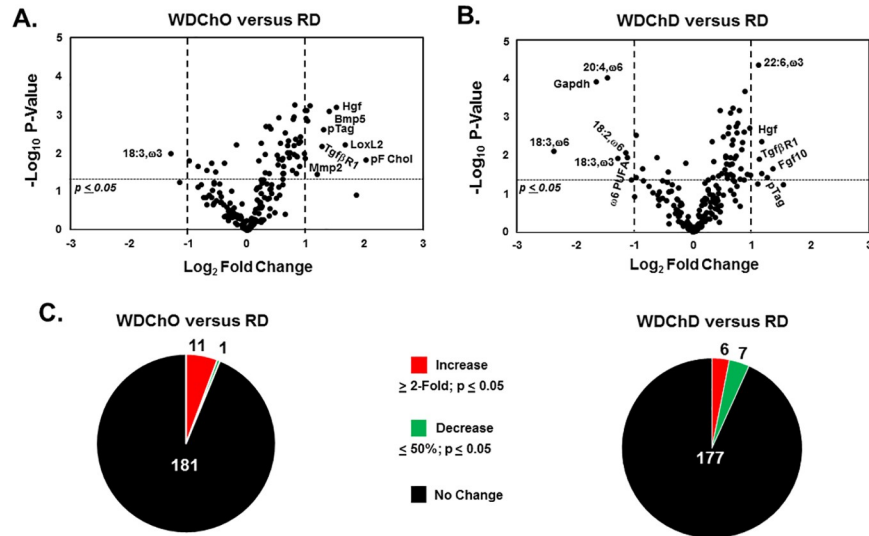 A.
WDChO versus RD
5
4
3
2
1
0
-3
-2
-1
0
1
2
3
-Log10 P-Value
Log2 Fold Change
p ≤ 0.05
18:3,ω3
Hgf
Bmp5
pTag
LoxL2
TgfβR1
pF Chol
Mmp2
B.
WDChD versus RD
5
4
3
2
1
0
-3
-2
-1
0
1
2
3
-Log10 P-Value
Log2 Fold Change
p ≤ 0.05
20:4,ω6
Gapdh
22:6,ω3
18:3,ω6
18:2,ω6
18:3,ω3
ω6 PUFA
Hgf
TgfβR1
Fgf10
pTag
C.
WDChO versus RD
11
1
181
Increase
≥ 2-Fold; p ≤ 0.05
Decrease
≤ 50%; p ≤ 0.05
No Change
WDChD versus RD
6
7
177